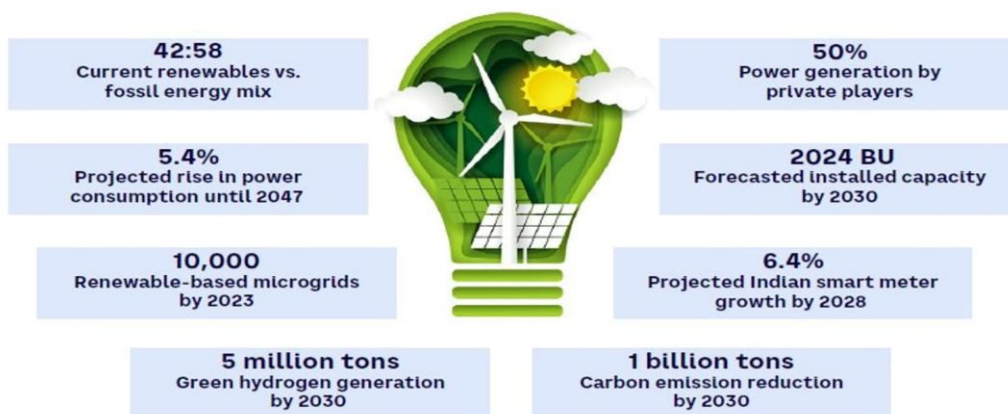 42:58
Current renewables vs.
fossil energy mix
50%
Power generation by
private players
5.4%
Projected rise in power
consumption until 2047
2024 BU
Forecasted installed capacity
by 2030
10,000
Renewable-based microgrids
by 2023
6.4%
Projected Indian smart meter
growth by 2028
5 million tons
Green hydrogen generation
by 2030
1 billion tons
Carbon emission reduction
by 2030